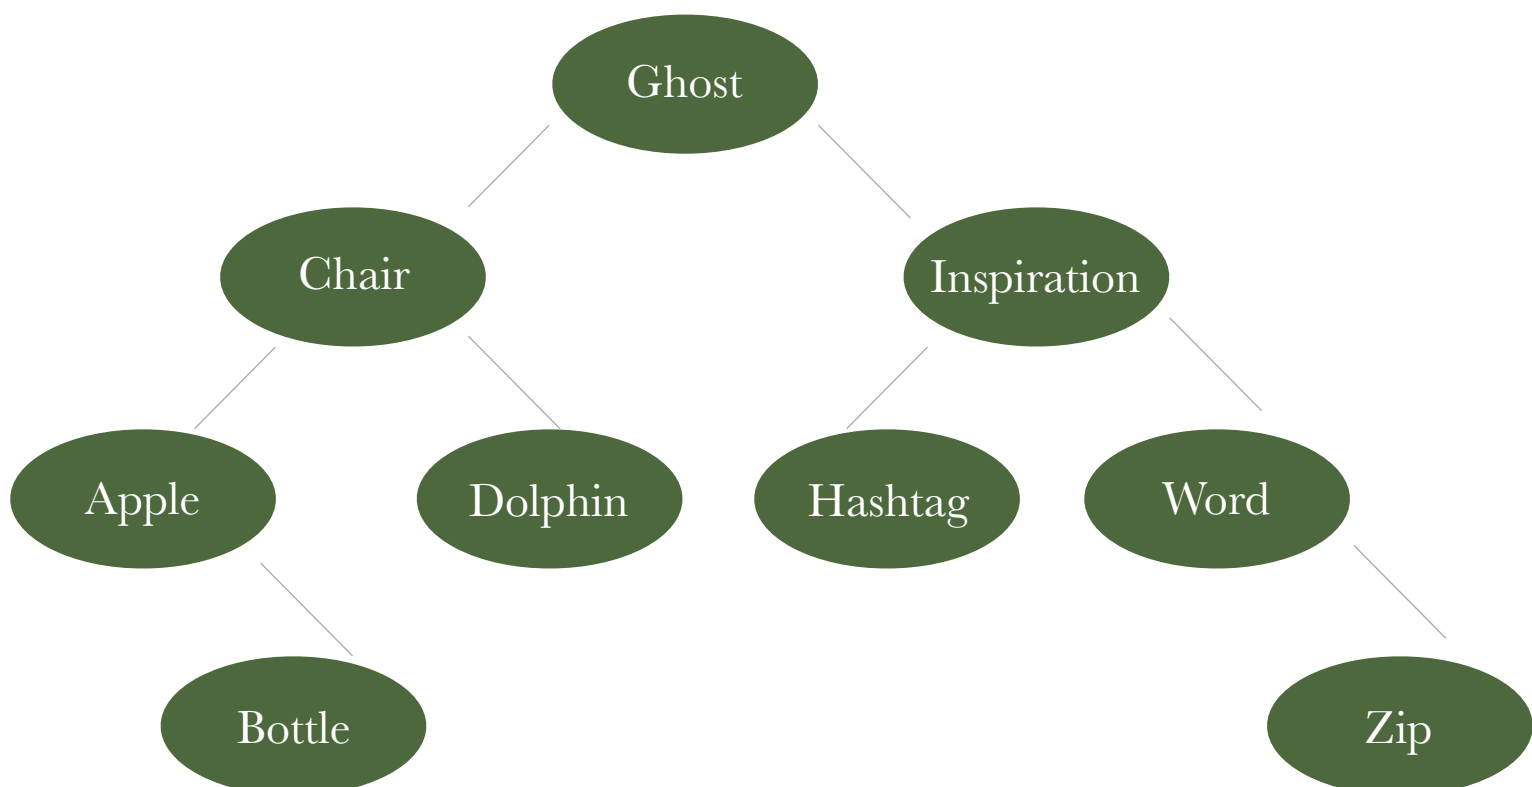 Ghost
Chair
Inspiration
Apple
Dolphin
Hashtag
Word
Bottle
Zip